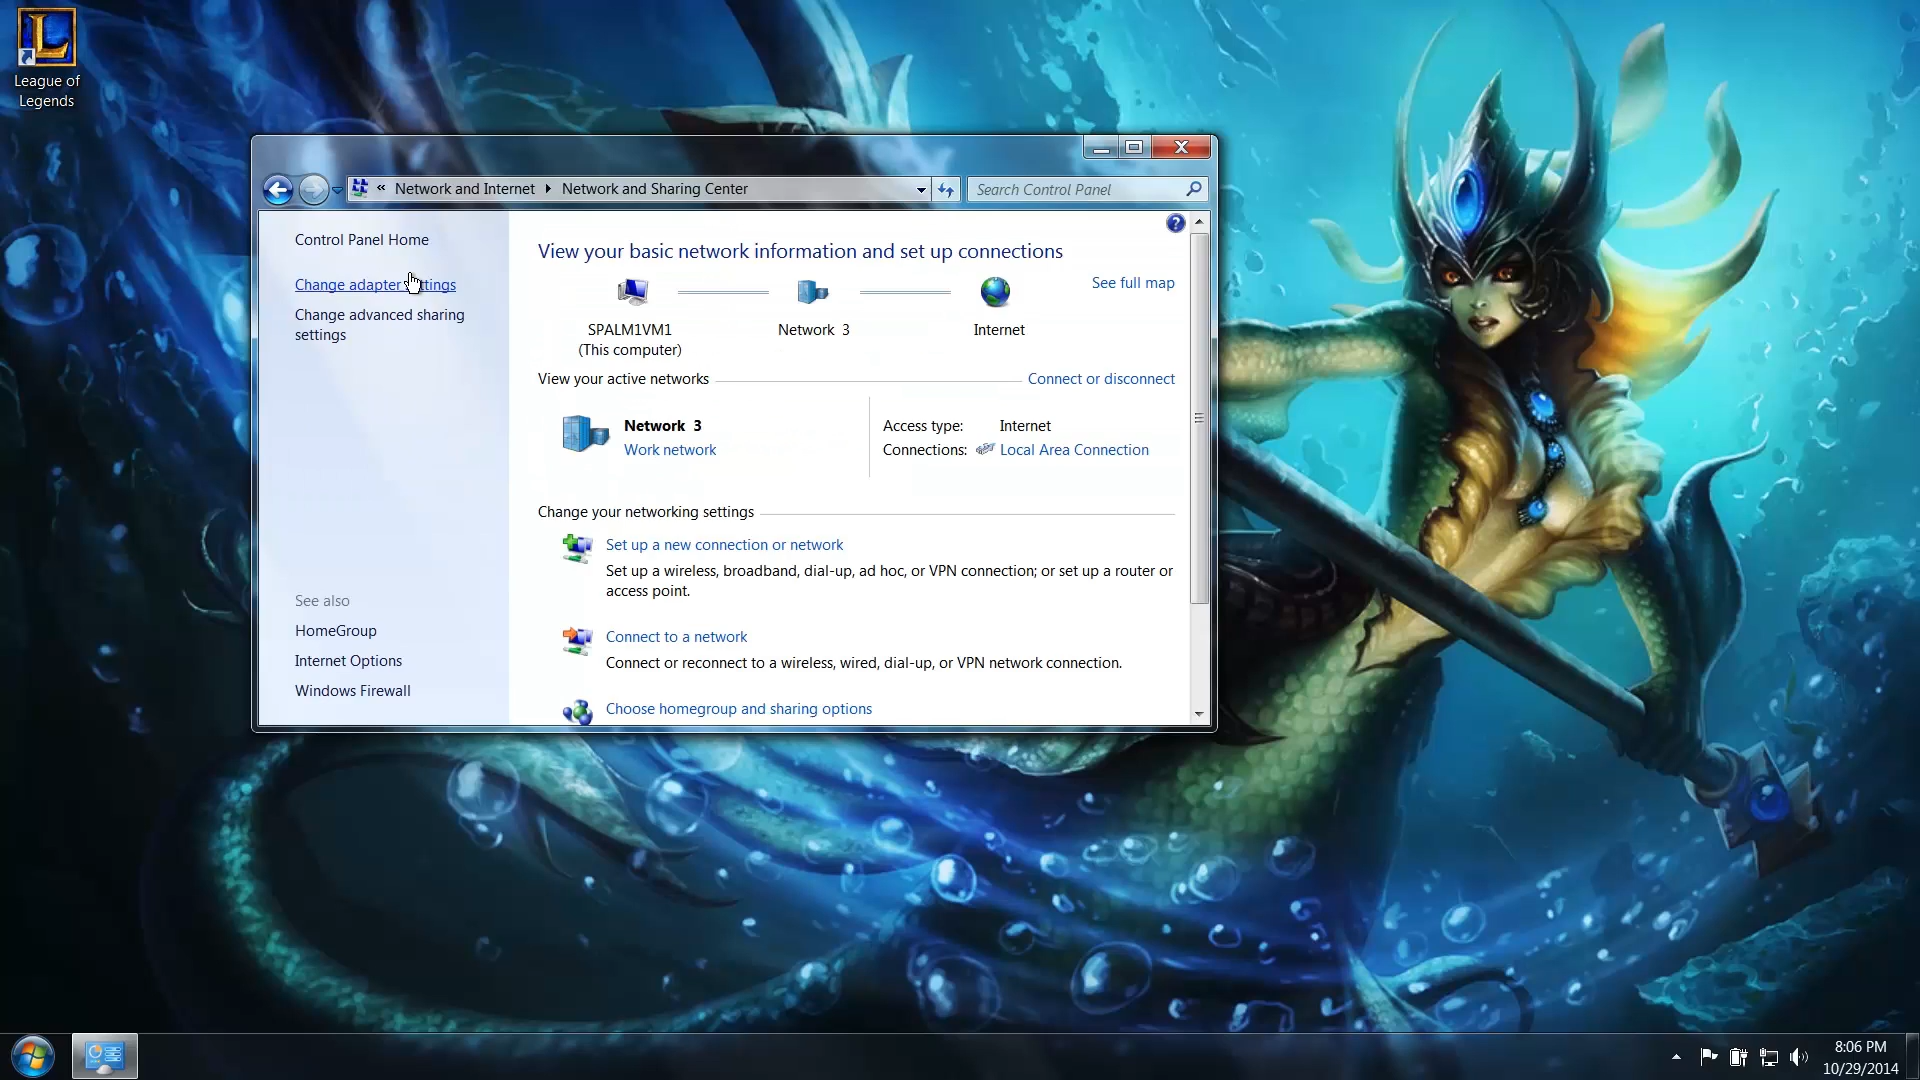 League of
Legends
« Network and Internet Network and Sharing Center
Search Control Panel
Control Panel Home
Change adapter settings
Change advanced sharing
settings
See also
HomeGroup
Internet Options
Windows Firewall
View your basic network information and set up connections
See full map
SPALM1VM1
(This computer)
Network 3
Internet
View your active networks
Connect or disconnect
Network 3
Work network
Access type: Internet
Connections: Local Area Connection
Change your networking settings
Set up a new connection or network
Set up a wireless, broadband, dial-up, ad hoc, or VPN connection; or set up a router or
access point.
Connect to a network
Connect or reconnect to a wireless, wired, dial-up, or VPN network connection.
Choose homegroup and sharing options
8:06 PM
10/29/2014